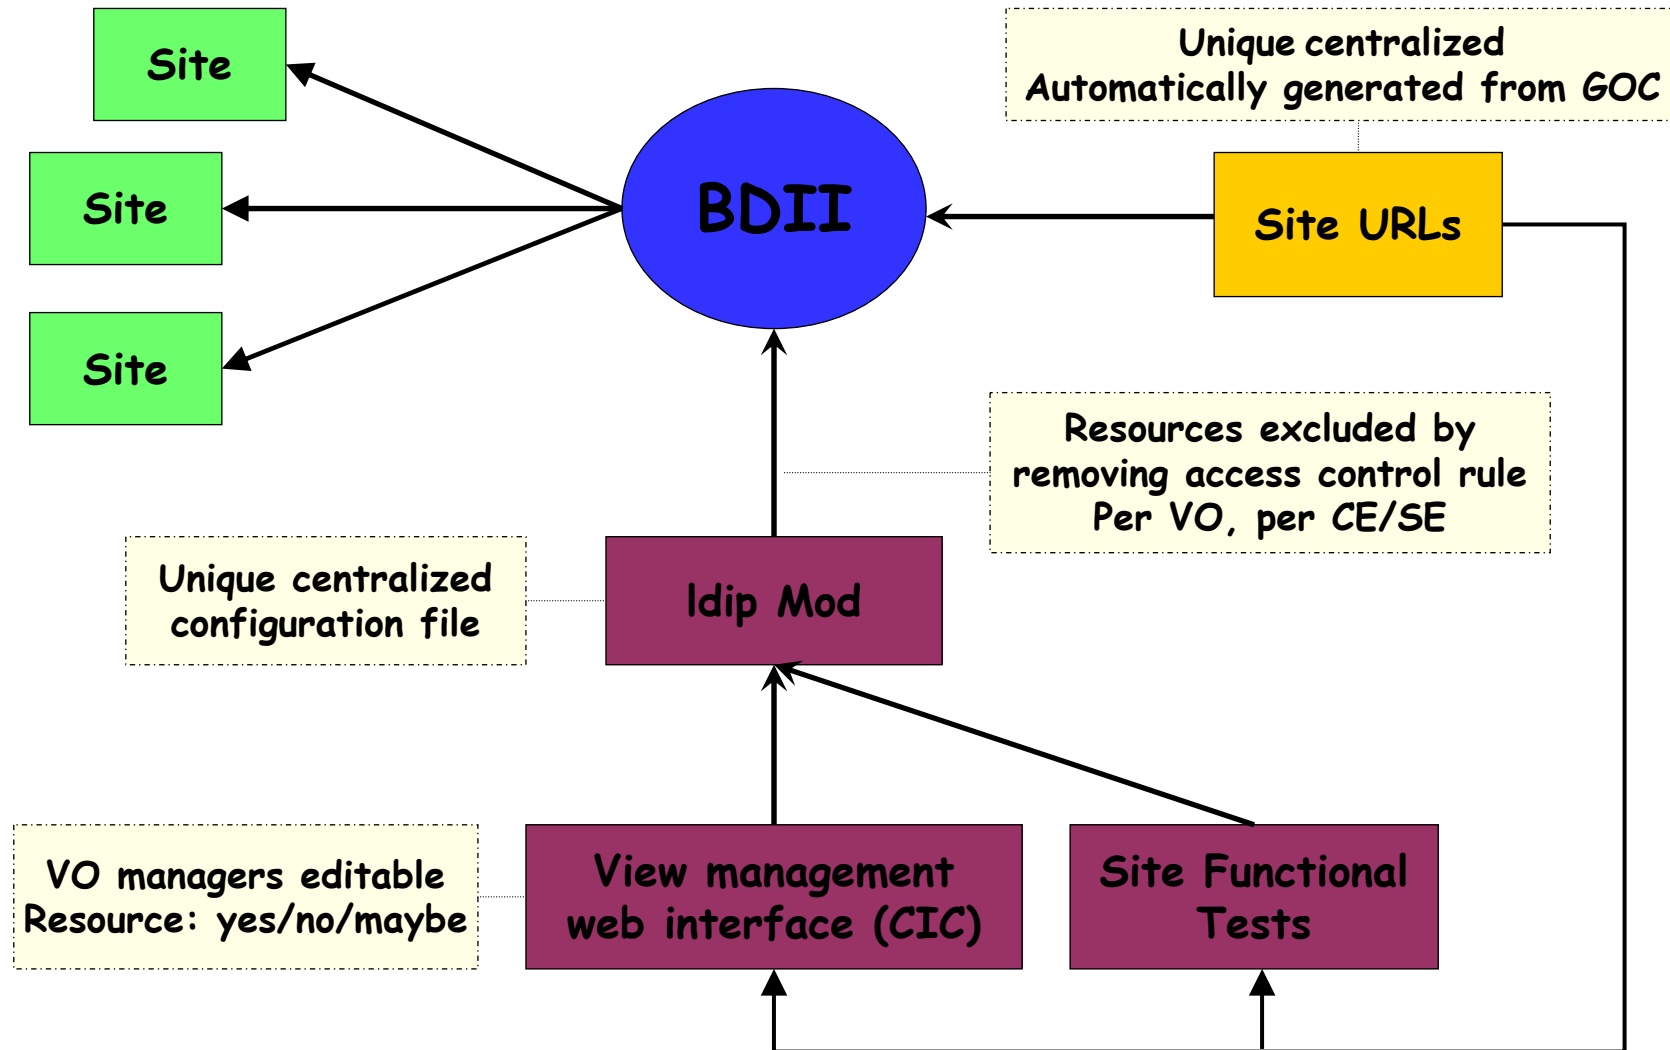 Site
Unique centralized
Automatically generated from GOC
Site
BDII
Site URLs
Site
Resources excluded by
removing access control rule
Per VO, per CE/SE
Unique centralized
configuration file
ldip Mod
VO managers editable
Resource: yes/no/maybe
View management
web interface (CIC)
Site Functional
Tests